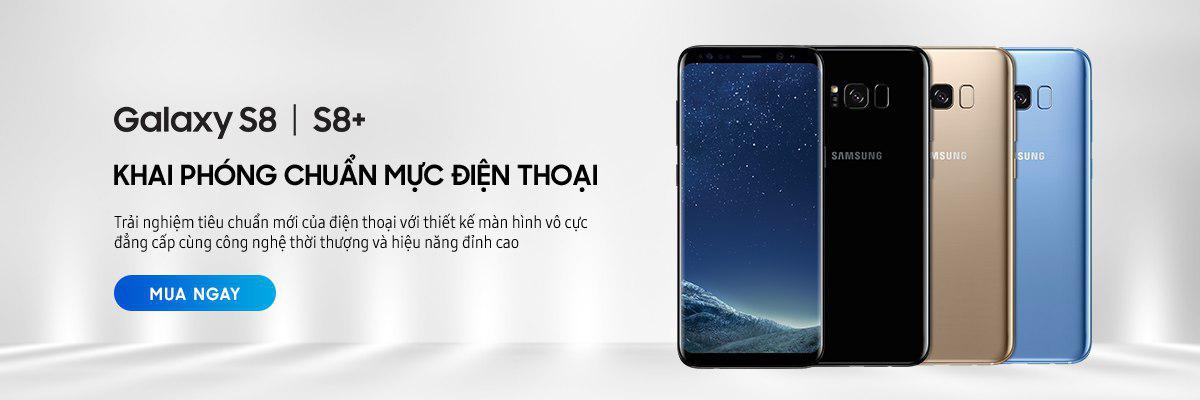 Galaxy S8 | S8+
KHAI PHÓNG CHUẨN MỰC ĐIỆN THOẠI
Trải nghiệm tiêu chuẩn mới của điện thoại với thiết kế màn hình vô cực
đẳng cấp cùng công nghệ thời thượng và hiệu năng đỉnh cao
MUA NGAY
SAMSUNG
MSUNG
SUNG